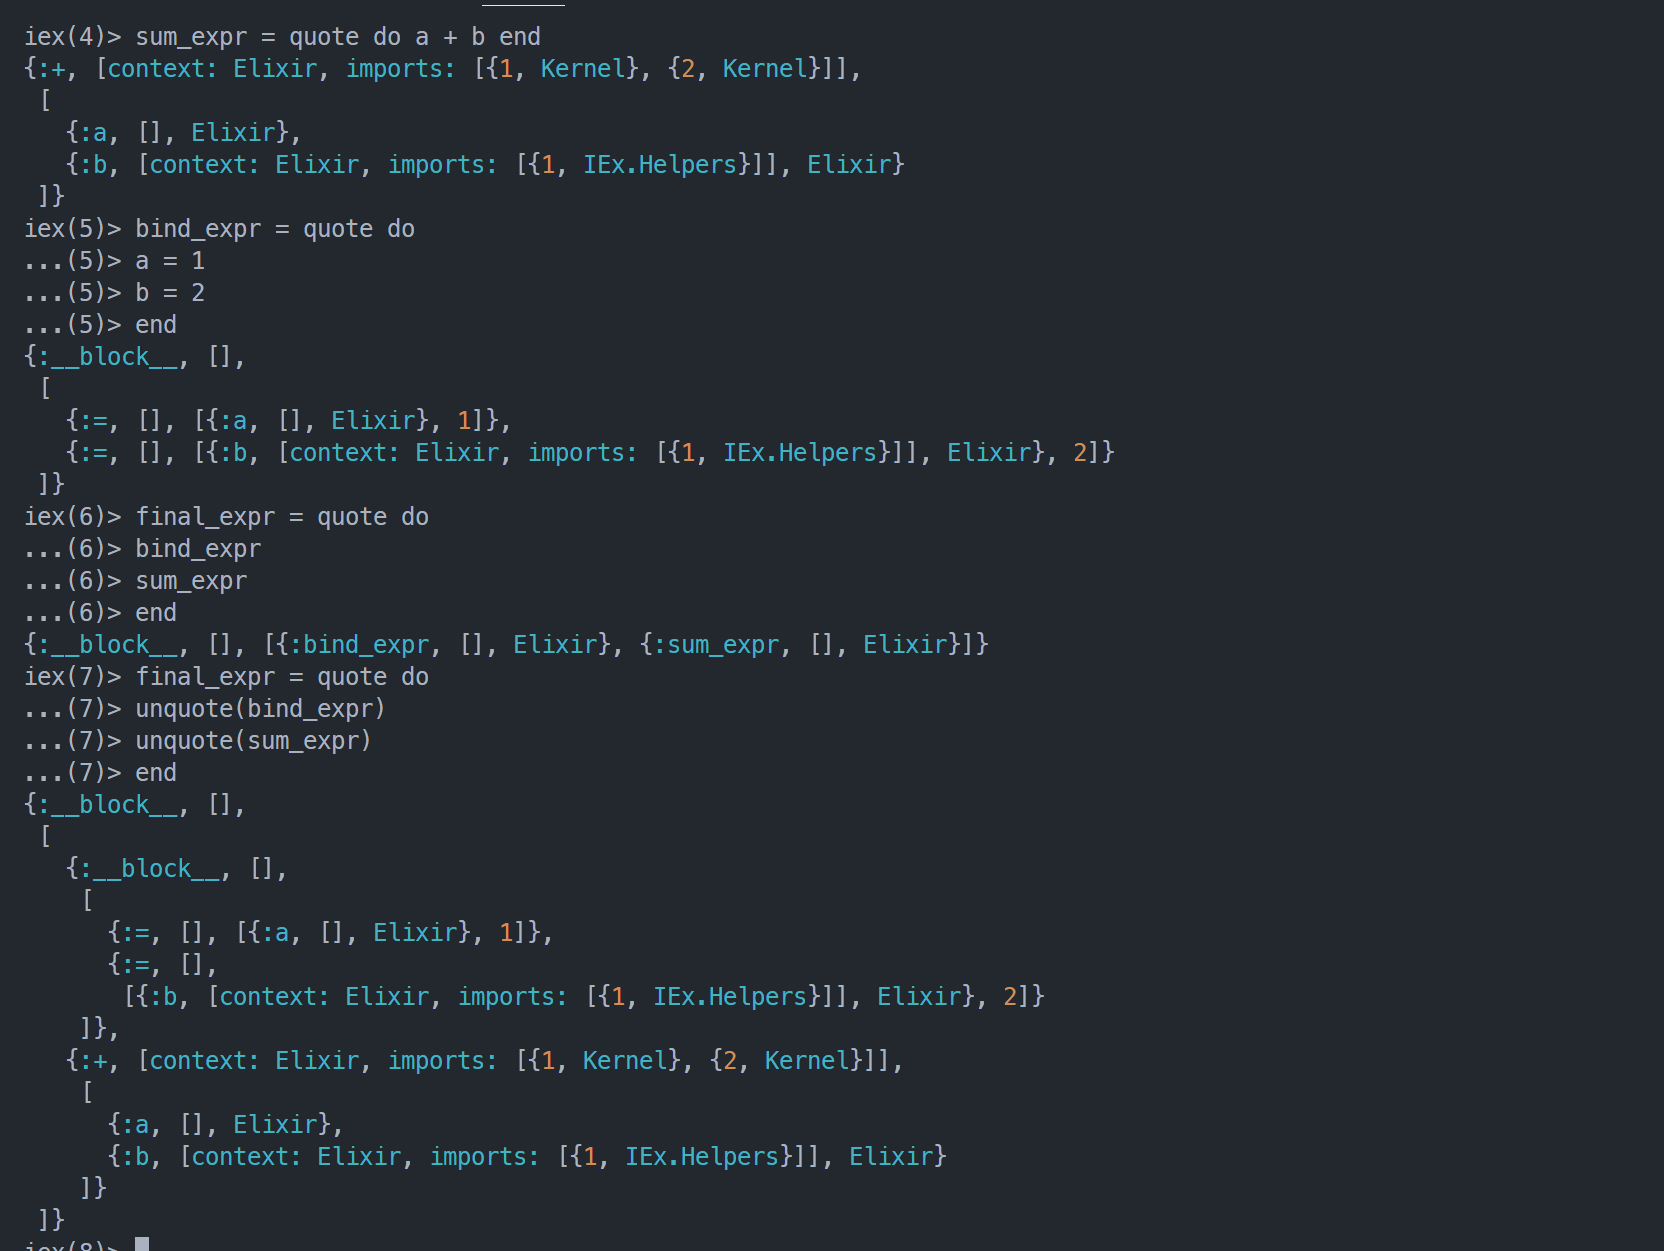 iex(4)> sum_expr = quote do a + b end
{:+, [context: Elixir, imports: [{1, Kernel}, {2, Kernel}]],
 [
   {:a, [], Elixir},
   {:b, [context: Elixir, imports: [{1, IEx.Helpers}]], Elixir}
 ]}
iex(5)> bind_expr = quote do
...(5)> a = 1
...(5)> b = 2
...(5)> end
{:__block__, [],
 [
   {:=, [], [{:a, [], Elixir}, 1]},
   {:=, [], [{:b, [context: Elixir, imports: [{1, IEx.Helpers}]], Elixir}, 2]}
 ]}
iex(6)> final_expr = quote do
...(6)> bind_expr
...(6)> sum_expr
...(6)> end
{:__block__, [], [{:bind_expr, [], Elixir}, {:sum_expr, [], Elixir}]}
iex(7)> final_expr = quote do
...(7)> unquote(bind_expr)
...(7)> unquote(sum_expr)
...(7)> end
{:__block__, [],
 [
   {:__block__, [],
    [
      {:=, [], [{:a, [], Elixir}, 1]},
      {:=, [],
       [{:b, [context: Elixir, imports: [{1, IEx.Helpers}]], Elixir}, 2]}
    ]},
   {:+, [context: Elixir, imports: [{1, Kernel}, {2, Kernel}]],
    [
      {:a, [], Elixir},
      {:b, [context: Elixir, imports: [{1, IEx.Helpers}]], Elixir}
    ]}
 ]}
iex(8)>